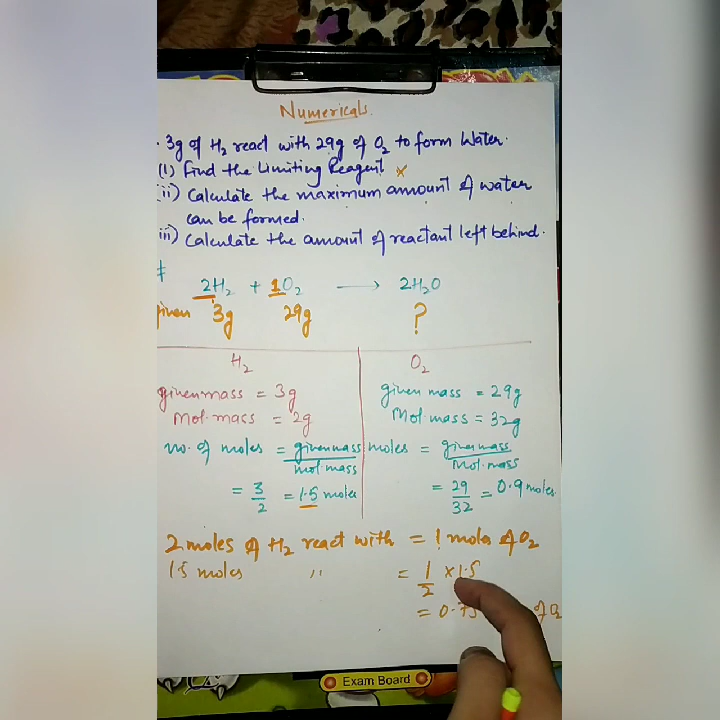 Numericals.
. 3g of H2 react with 29g of O2 to form Water.
(1) Find the Limiting Reagent ×
(ii) Calculate the maximum amount of water
can be formed.
iii) Calculate the amount of reactant left behind.
2H2 + 1O2 ⟶ 2H2O
given 3g 29g ?
H2
given mass = 3g
Mol. mass = 2g
no. of moles = given mass / mol. mass
= 3/2 = 1.5 moles
O2
given mass = 29g
Mol. mass = 32g
moles = given mass / Mol. mass
= 29/32 = 0.9 moles
2 moles of H2 react with = 1 mole of O2
1.5 moles ,, = 1/2 × 1.5
= 0.75 of O2
Exam Board